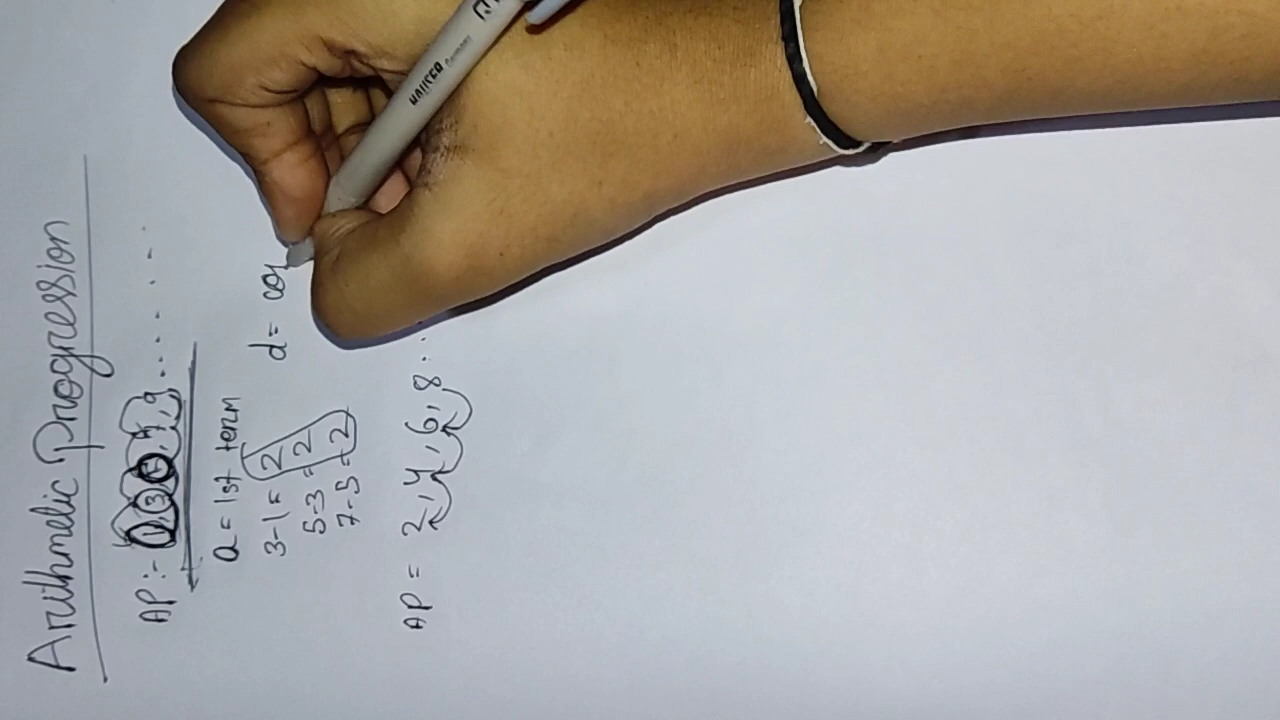 Arithmetic Progression
AP:- 1, 3, 5, 7, 9 . . . . . . . .
a = 1st term
3-1 = 2
5-3 = 2
7-5 = 2
d = co
AP = 2, 4, 6, 8 . . .